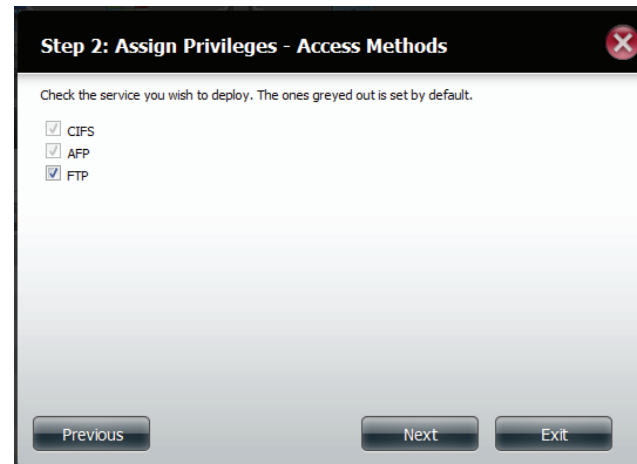 Step 2: Assign Privileges - Access Methods
Check the service you wish to deploy. The ones greyed out is set by default.
CIFS
AFP
FTP
Previous Next Exit